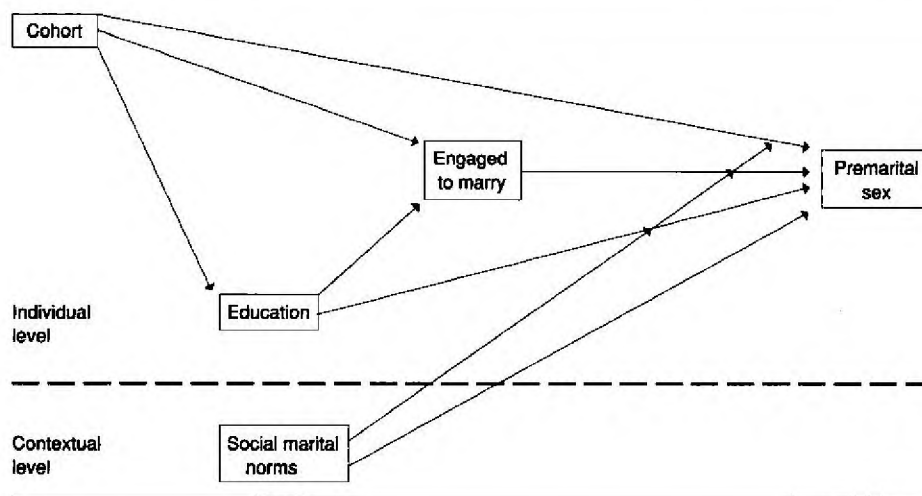 Cohort
Engaged
to marry
Premarital
sex
Education
Individual
level
Contextual
level
Social marital
norms